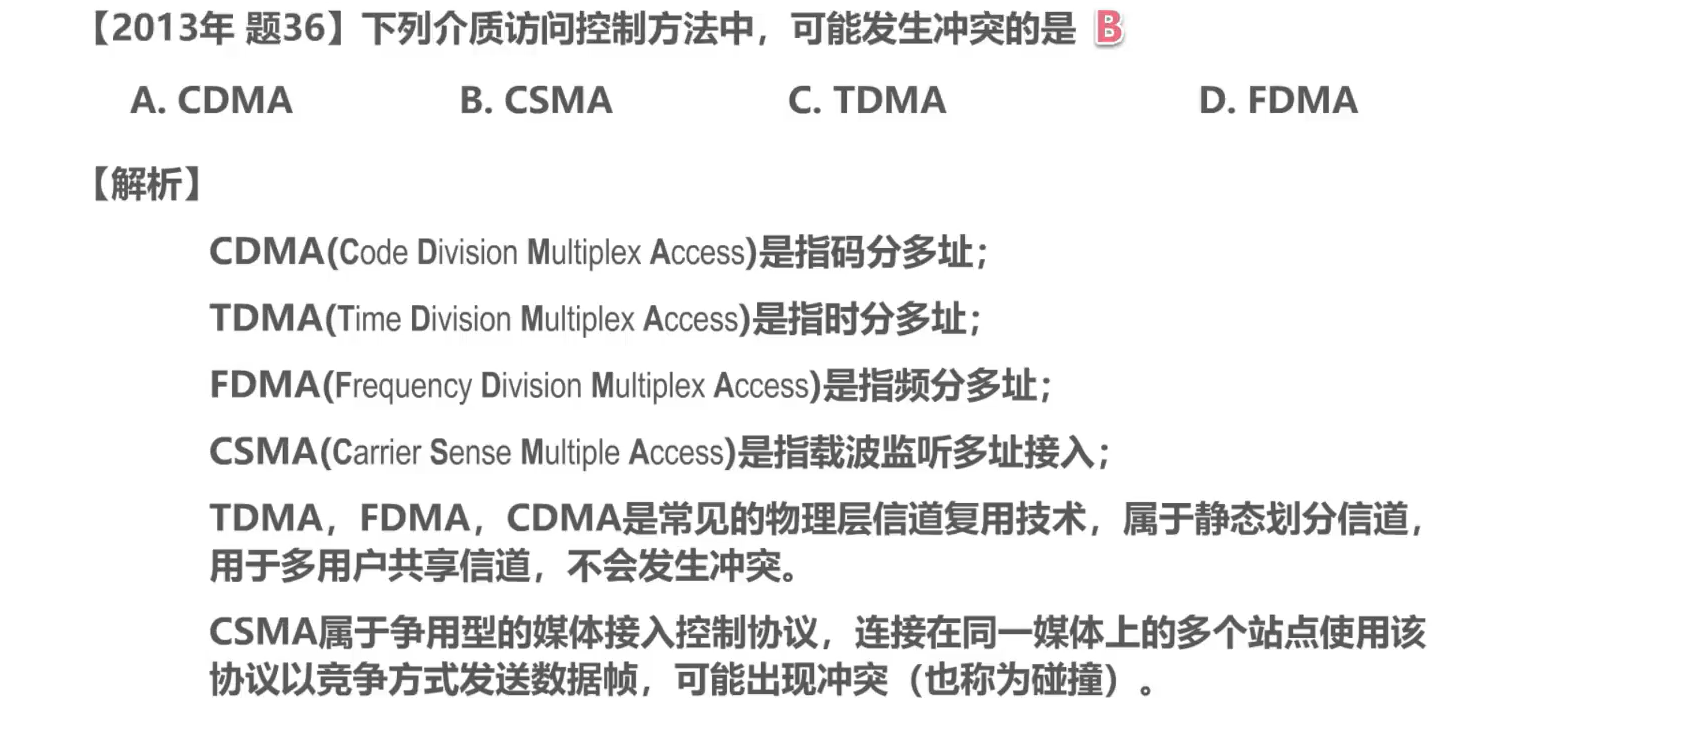 【2013年 题36】下列介质访问控制方法中，可能发生冲突的是 B
A. CDMA B. CSMA C. TDMA D. FDMA
【解析】
CDMA(Code Division Multiplex Access)是指码分多址；
TDMA(Time Division Multiplex Access)是指时分多址；
FDMA(Frequency Division Multiplex Access)是指频分多址；
CSMA(Carrier Sense Multiple Access)是指载波监听多址接入；
TDMA，FDMA，CDMA是常见的物理层信道复用技术，属于静态划分信道，
用于多用户共享信道，不会发生冲突。
CSMA属于争用型的媒体接入控制协议，连接在同一媒体上的多个站点使用该
协议以竞争方式发送数据帧，可能出现冲突（也称为碰撞）。